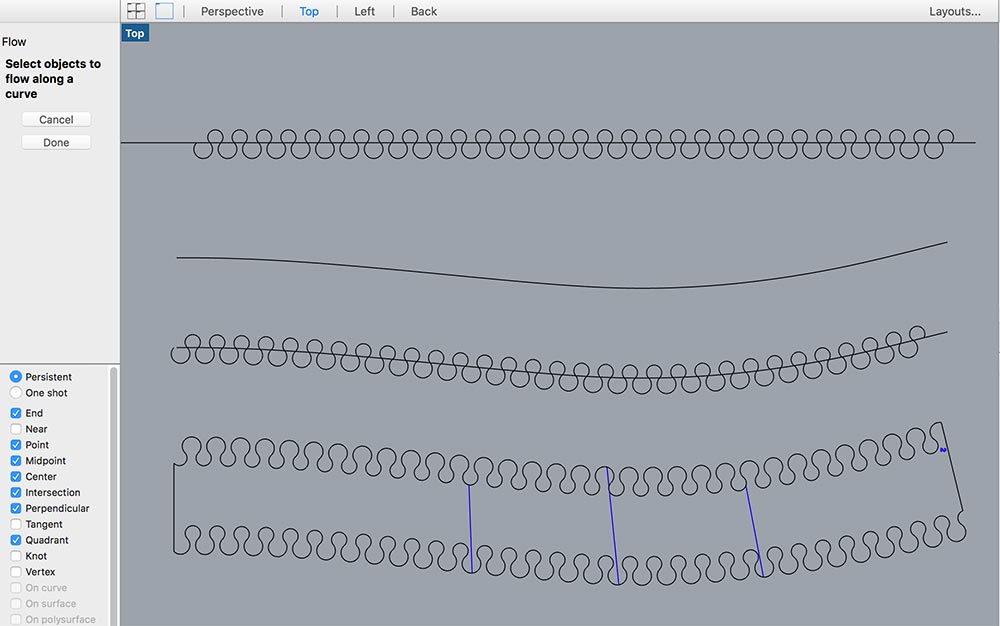 Perspective Top Left Back Layouts...
Top
Flow
Select objects to
flow along a
curve
Cancel
Done
Persistent
One shot
End
Near
Point
Midpoint
Center
Intersection
Perpendicular
Tangent
Quadrant
Knot
Vertex
On curve
On surface
On polysurface